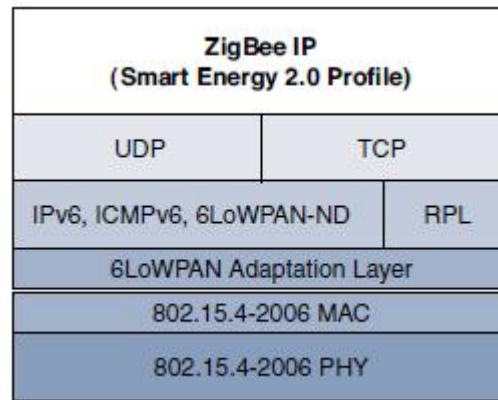 ZigBee IP
(Smart Energy 2.0 Profile)
UDP
TCP
IPv6, ICMPv6, 6LoWPAN-ND
RPL
6LoWPAN Adaptation Layer
802.15.4-2006 MAC
802.15.4-2006 PHY